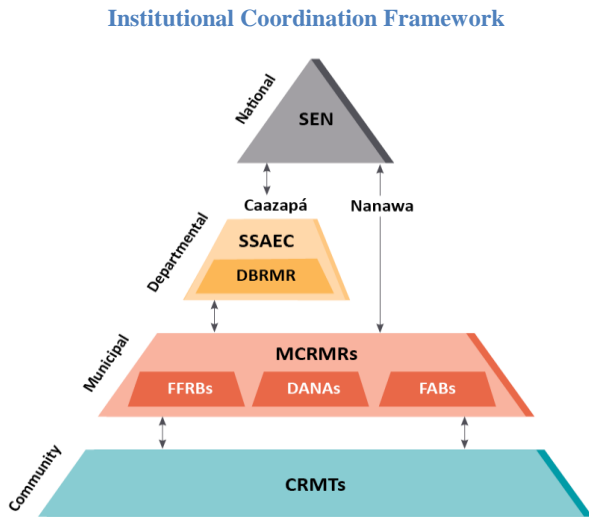 Institutional Coordination Framework
National
SEN
Caazapá
Nanawa
Departmental
SSAEC
DBRMR
Municipal
MCRMRs
FFRBs
DANAs
FABs
Community
CRMTs